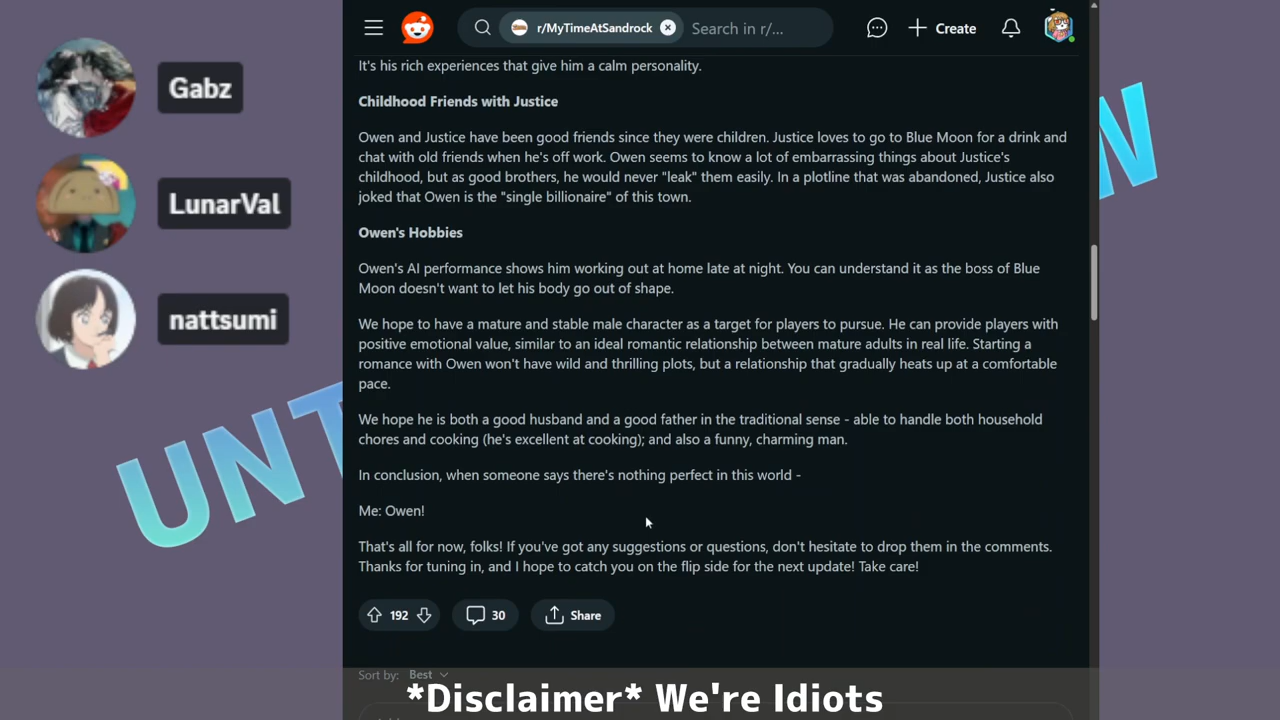 r/MyTimeAtSandrock
Search in r/...
Create
It's his rich experiences that give him a calm personality.
Childhood Friends with Justice
Owen and Justice have been good friends since they were children. Justice loves to go to Blue Moon for a drink and
chat with old friends when he's off work. Owen seems to know a lot of embarrassing things about Justice's
childhood, but as good brothers, he would never "leak" them easily. In a plotline that was abandoned, Justice also
joked that Owen is the "single billionaire" of this town.
Owen's Hobbies
Owen's AI performance shows him working out at home late at night. You can understand it as the boss of Blue
Moon doesn't want to let his body go out of shape.
We hope to have a mature and stable male character as a target for players to pursue. He can provide players with
positive emotional value, similar to an ideal romantic relationship between mature adults in real life. Starting a
romance with Owen won't have wild and thrilling plots, but a relationship that gradually heats up at a comfortable
pace.
We hope he is both a good husband and a good father in the traditional sense - able to handle both household
chores and cooking (he's excellent at cooking); and also a funny, charming man.
In conclusion, when someone says there's nothing perfect in this world -
Me: Owen!
That's all for now, folks! If you've got any suggestions or questions, don't hesitate to drop them in the comments.
Thanks for tuning in, and I hope to catch you on the flip side for the next update! Take care!
192
30
Share
Sort by: Best
Gabz
LunarVal
nattsumi
UNT
W
*Disclaimer* We're Idiots